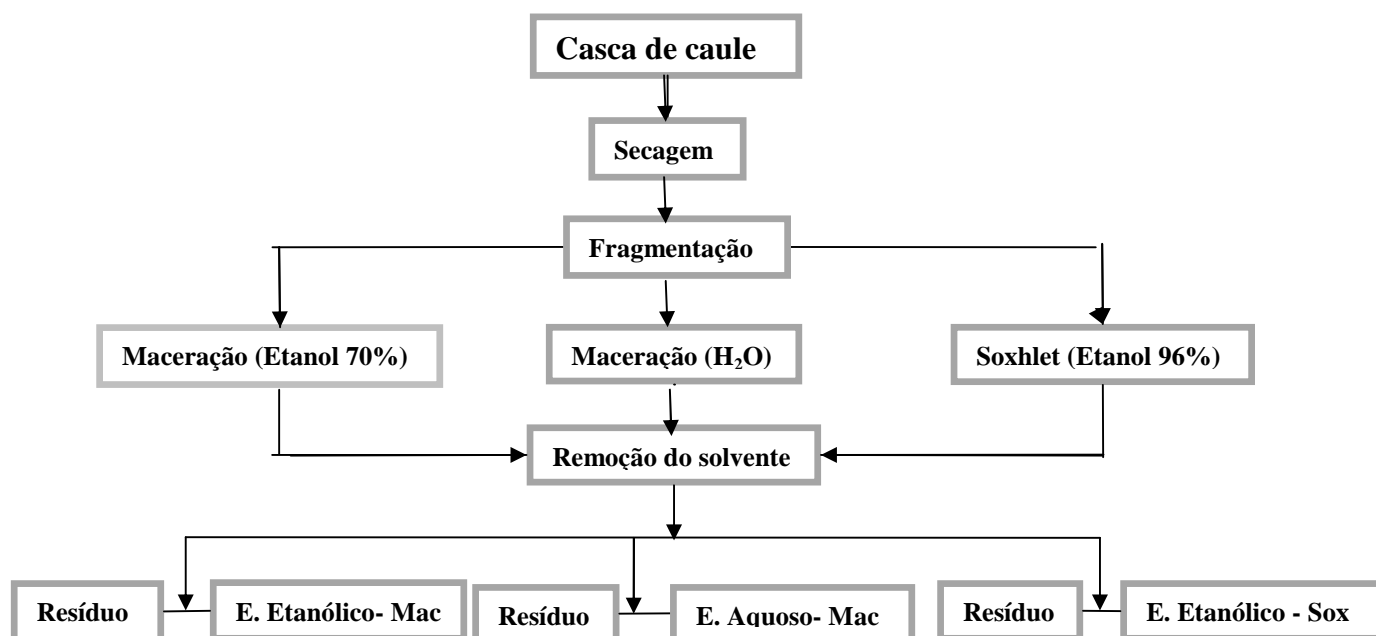 Casca de caule
Secagem
Fragmentação
Maceração (Etanol 70%)
Maceração (H₂O)
Soxhlet (Etanol 96%)
Remoção do solvente
Resíduo
E. Etanólico- Mac
Resíduo
E. Aquoso- Mac
Resíduo
E. Etanólico - Sox